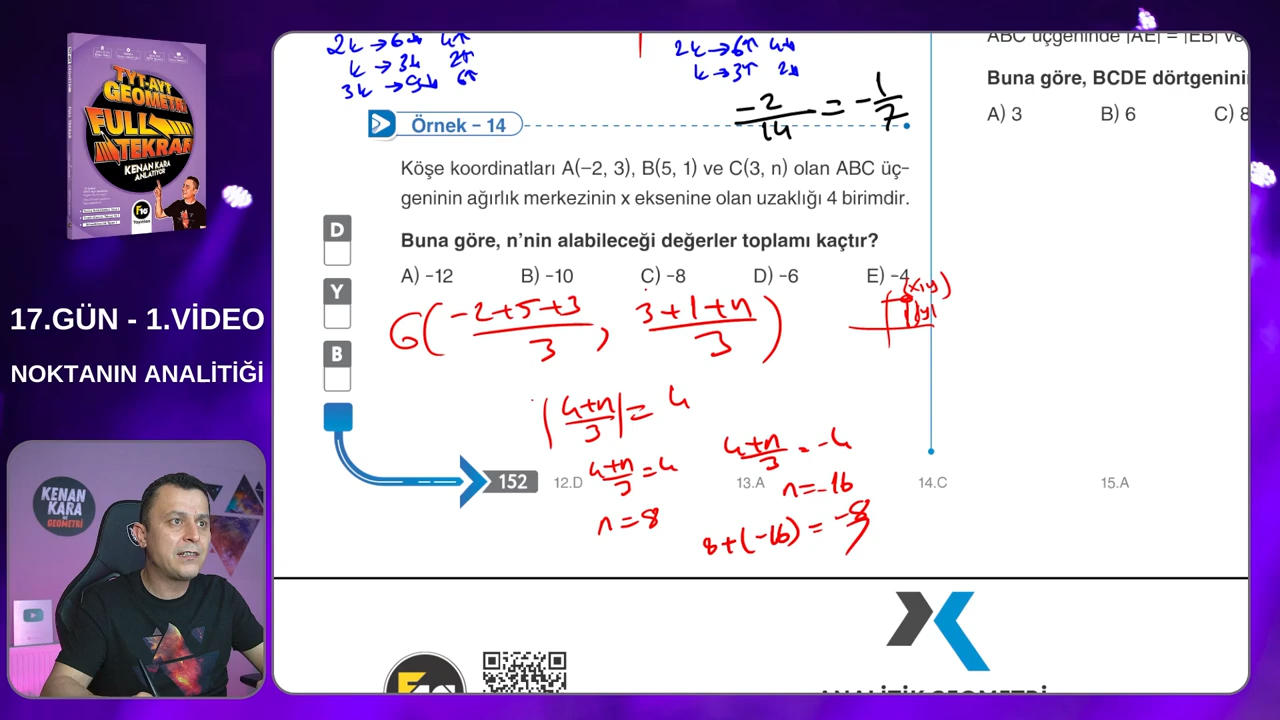 TYT-AYT
GEOMETRİ
FULL
TEKRAR
KENAN KARA
ANLATIYOR
17.GÜN - 1.VİDEO
NOKTANIN ANALİTİĞİ
KENAN
KARA
GEOMETRİ
2k → 6↓ 4↑
k → 3↓ 2↑
3k → 9↓ 6↑
2k → 6↑ 4↓
k → 3↑ 2↓
-2/14 = -1/7
Örnek – 14
Köşe koordinatları A(−2, 3), B(5, 1) ve C(3, n) olan ABC üç-
geninin ağırlık merkezinin x eksenine olan uzaklığı 4 birimdir.
Buna göre, n’nin alabileceği değerler toplamı kaçtır?
A) −12 B) −10 C) −8 D) −6 E) −4
D
Y
B
G(-2+5+3/3, 3+1+n/3)
(x,y)
|y|
|4+n/3| = 4
4+n/3 = 4
n=8
4+n/3 = -4
n=-16
8+(-16) = -8
152
12.D 13.A 14.C 15.A
ABC üçgeninde |AE| = |EB| ve
Buna göre, BCDE dörtgenini
A) 3 B) 6 C) 8
ANALİTİK GEOMETRİ